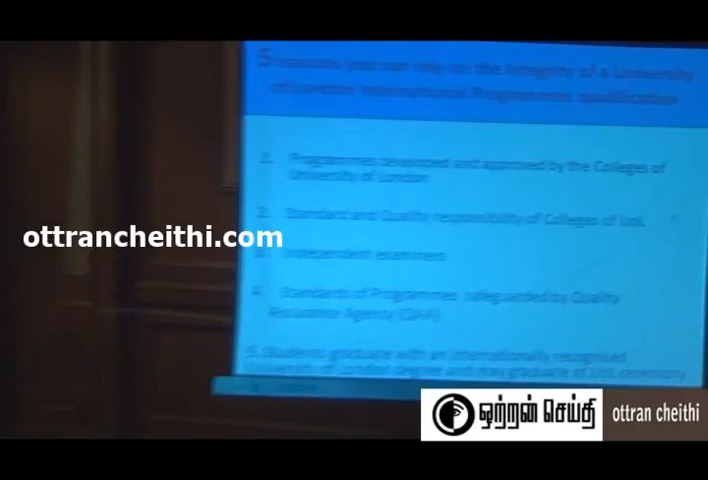 5 reasons you can rely on the integrity of a University
of London International Programmes qualification
1. Programmes developed and approved by the Colleges of
University of London
2. Standard and Quality responsibility of Colleges of UoL
3. Independent examiners
4. Standards of Programmes safeguarded by Quality
Assurance Agency (QAA)
5. Students graduate with an internationally recognised
University of London degree and may graduate at UoL ceremony
ottrancheithi.com
ஒற்றன் செய்தி
ottran cheithi